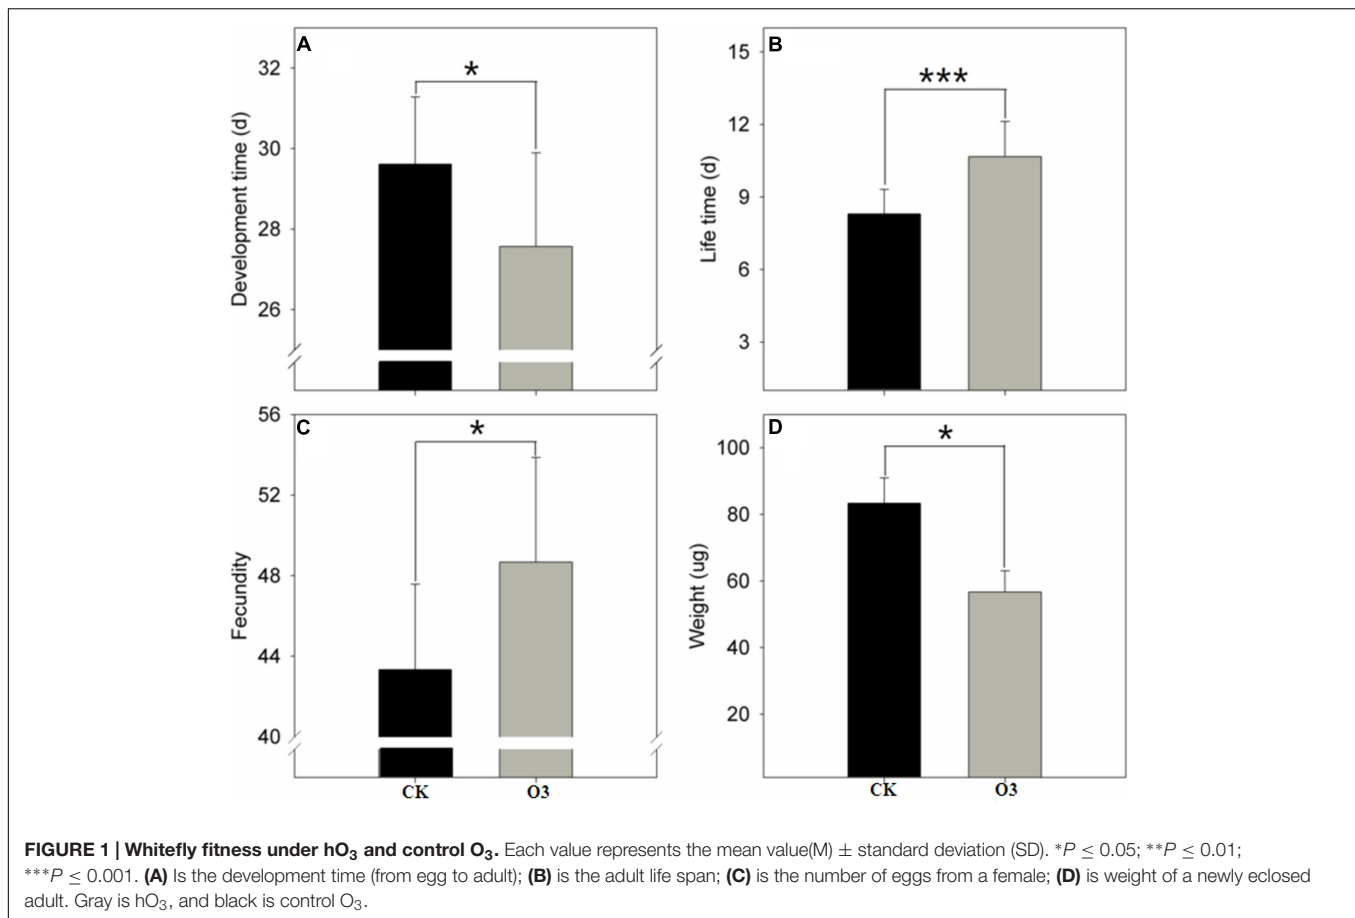 A
*
32
30
28
26
Development time (d)
B
***
15
12
9
6
3
Life time (d)
C
*
56
52
48
44
40
Fecundity
CK
O3
D
*
100
80
60
40
20
Weight (ug)
CK
O3
FIGURE 1 | Whitefly fitness under hO₃ and control O₃. Each value represents the mean value(M) ± standard deviation (SD). *P ≤ 0.05; **P ≤ 0.01;
***P ≤ 0.001. (A) Is the development time (from egg to adult); (B) is the adult life span; (C) is the number of eggs from a female; (D) is weight of a newly eclosed
adult. Gray is hO₃, and black is control O₃.